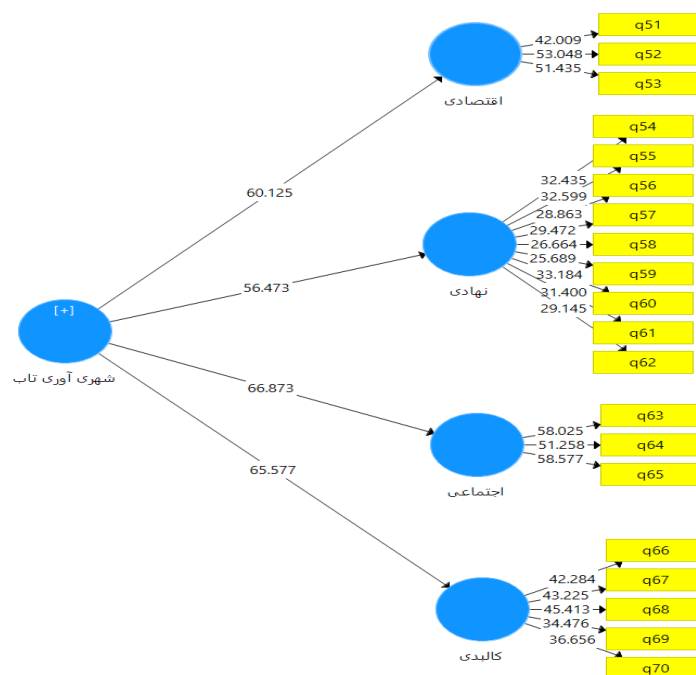 q51
42.009
q52
53.048
q53
51.435
اقتصادی
60.125
q54
q55
q56
q57
q58
q59
q60
q61
q62
32.435
32.599
28.863
29.472
26.664
25.689
33.184
31.400
29.145
نهادی
56.473
[+]
شهری آوری تاب
66.873
q63
58.025
q64
51.258
q65
58.577
اجتماعی
65.577
q66
q67
q68
q69
q70
42.284
43.225
45.413
34.476
36.656
کالبدی